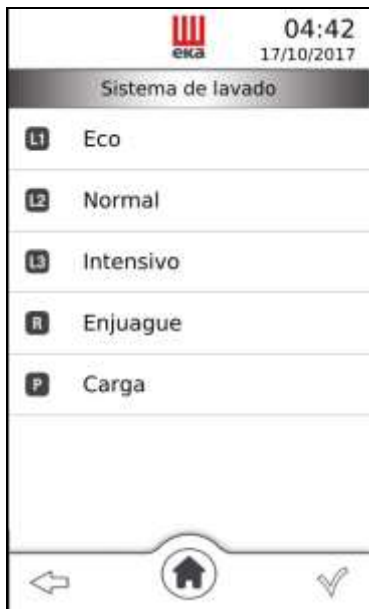 eka
04:42
17/10/2017
Sistema de lavado
L1 Eco
L2 Normal
L3 Intensivo
R Enjuague
P Carga